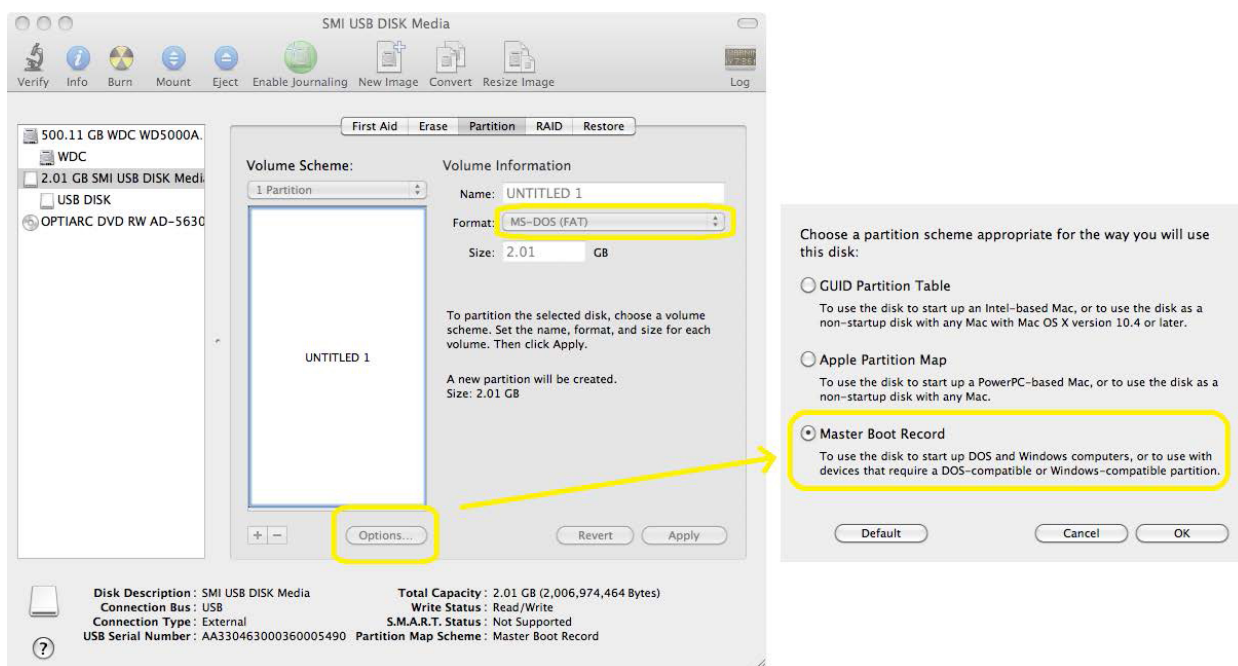 SMI USB DISK Media
Verify Info Burn Mount Eject Enable Journaling New Image Convert Resize Image Log
500.11 GB WDC WD5000A.
WDC
2.01 GB SMI USB DISK Medi
USB DISK
OPTIARC DVD RW AD-5630
First Aid Erase Partition RAID Restore
Volume Scheme:
1 Partition
UNTITLED 1
+ − Options...
Volume Information
Name: UNTITLED 1
Format: MS-DOS (FAT)
Size: 2.01 GB
To partition the selected disk, choose a volume
scheme. Set the name, format, and size for each
volume. Then click Apply.
A new partition will be created.
Size: 2.01 GB
Revert Apply
Disk Description : SMI USB DISK Media
Connection Bus : USB
Connection Type : External
USB Serial Number : AA330463000360005490
Total Capacity : 2.01 GB (2,006,974,464 Bytes)
Write Status : Read/Write
S.M.A.R.T. Status : Not Supported
Partition Map Scheme : Master Boot Record
?
Choose a partition scheme appropriate for the way you will use
this disk:
GUID Partition Table
To use the disk to start up an Intel-based Mac, or to use the disk as a
non-startup disk with any Mac with Mac OS X version 10.4 or later.
Apple Partition Map
To use the disk to start up a PowerPC-based Mac, or to use the disk as a
non-startup disk with any Mac.
Master Boot Record
To use the disk to start up DOS and Windows computers, or to use with
devices that require a DOS-compatible or Windows-compatible partition.
Default Cancel OK